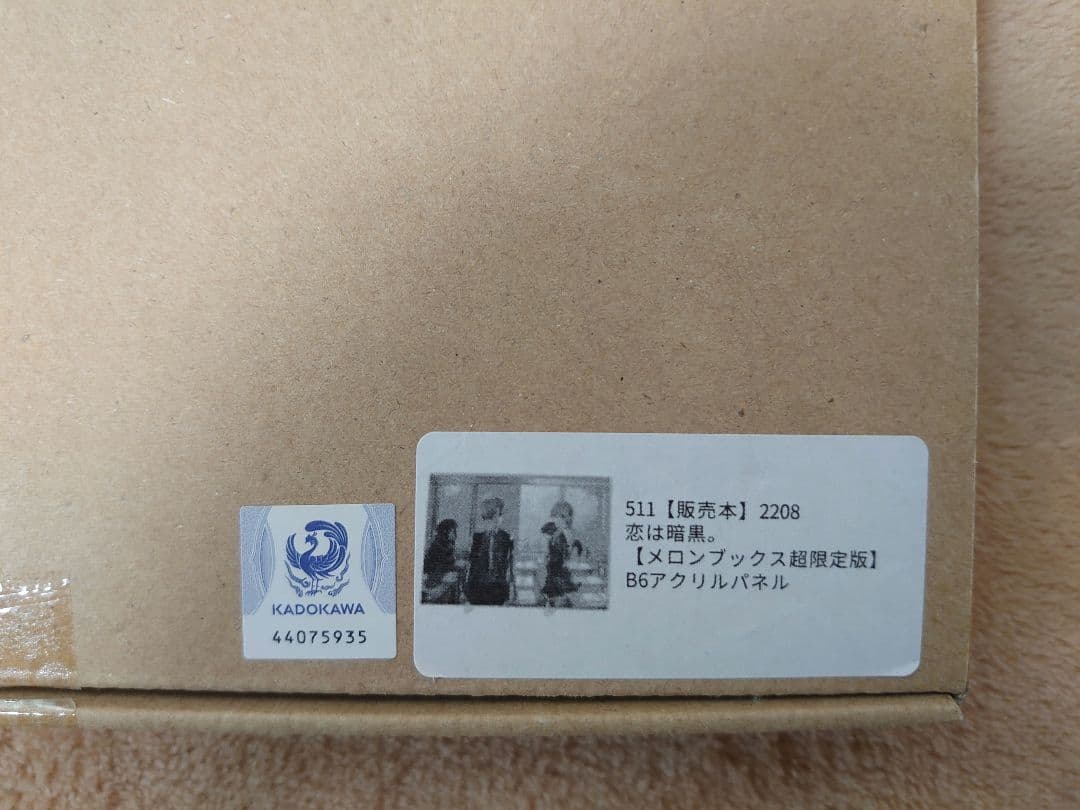 KADOKAWA
44075935
511【販売本】2208
恋は暗黒。
【メロンブックス超限定版】
B6アクリルパネル